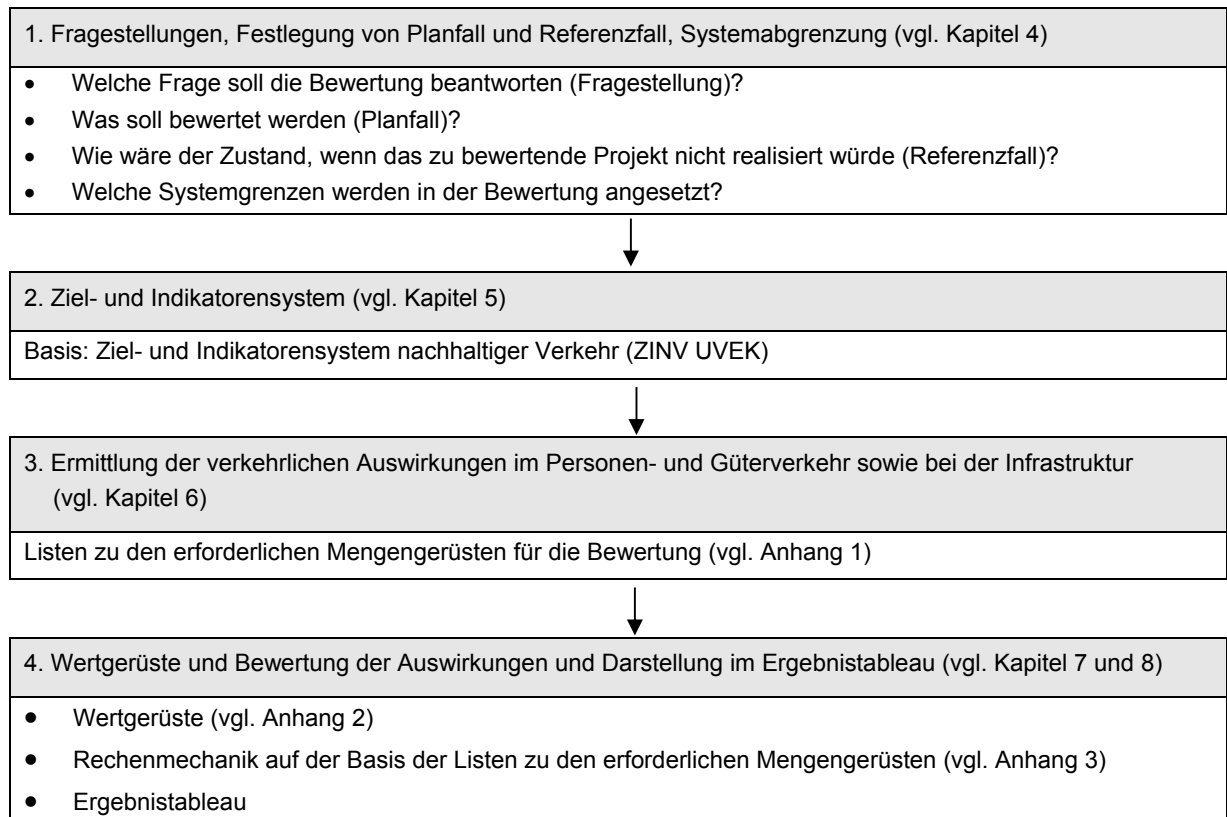 1. Fragestellungen, Festlegung von Planfall und Referenzfall, Systemabgrenzung (vgl. Kapitel 4)
• Welche Frage soll die Bewertung beantworten (Fragestellung)?
• Was soll bewertet werden (Planfall)?
• Wie wäre der Zustand, wenn das zu bewertende Projekt nicht realisiert würde (Referenzfall)?
• Welche Systemgrenzen werden in der Bewertung angesetzt?
2. Ziel- und Indikatorensystem (vgl. Kapitel 5)
Basis: Ziel- und Indikatorensystem nachhaltiger Verkehr (ZINV UVEK)
3. Ermittlung der verkehrlichen Auswirkungen im Personen- und Güterverkehr sowie bei der Infrastruktur
(vgl. Kapitel 6)
Listen zu den erforderlichen Mengengerüsten für die Bewertung (vgl. Anhang 1)
4. Wertgerüste und Bewertung der Auswirkungen und Darstellung im Ergebnistableau (vgl. Kapitel 7 und 8)
• Wertgerüste (vgl. Anhang 2)
• Rechenmechanik auf der Basis der Listen zu den erforderlichen Mengengerüsten (vgl. Anhang 3)
• Ergebnistableau